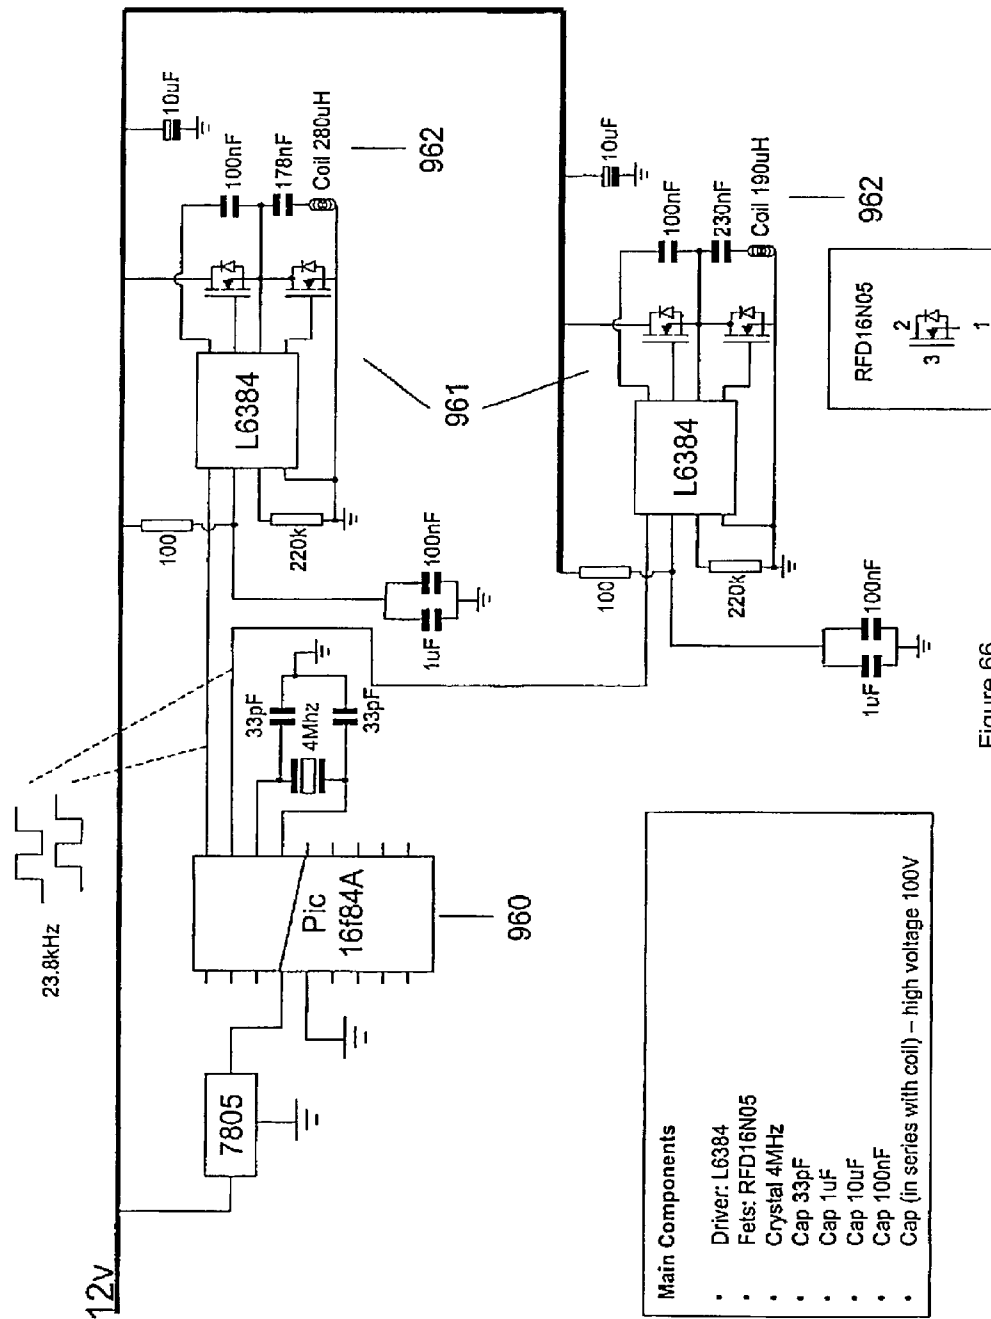 12v
23.8kHz
7805
Pic
16f84A
960
33pF
4Mhz
33pF
100
220k
1uF
100nF
L6384
961
10uF
100nF
178nF
Coil 280uH
962
100
220k
1uF
100nF
L6384
10uF
100nF
230nF
Coil 190uH
962
RFD16N05
2
3
1
Main Components
• Driver: L6384
• Fets: RFD16N05
• Crystal 4MHz
• Cap 33pF
• Cap 1uF
• Cap 10uF
• Cap 100nF
• Cap (in series with coil) – high voltage 100V
Figure 66